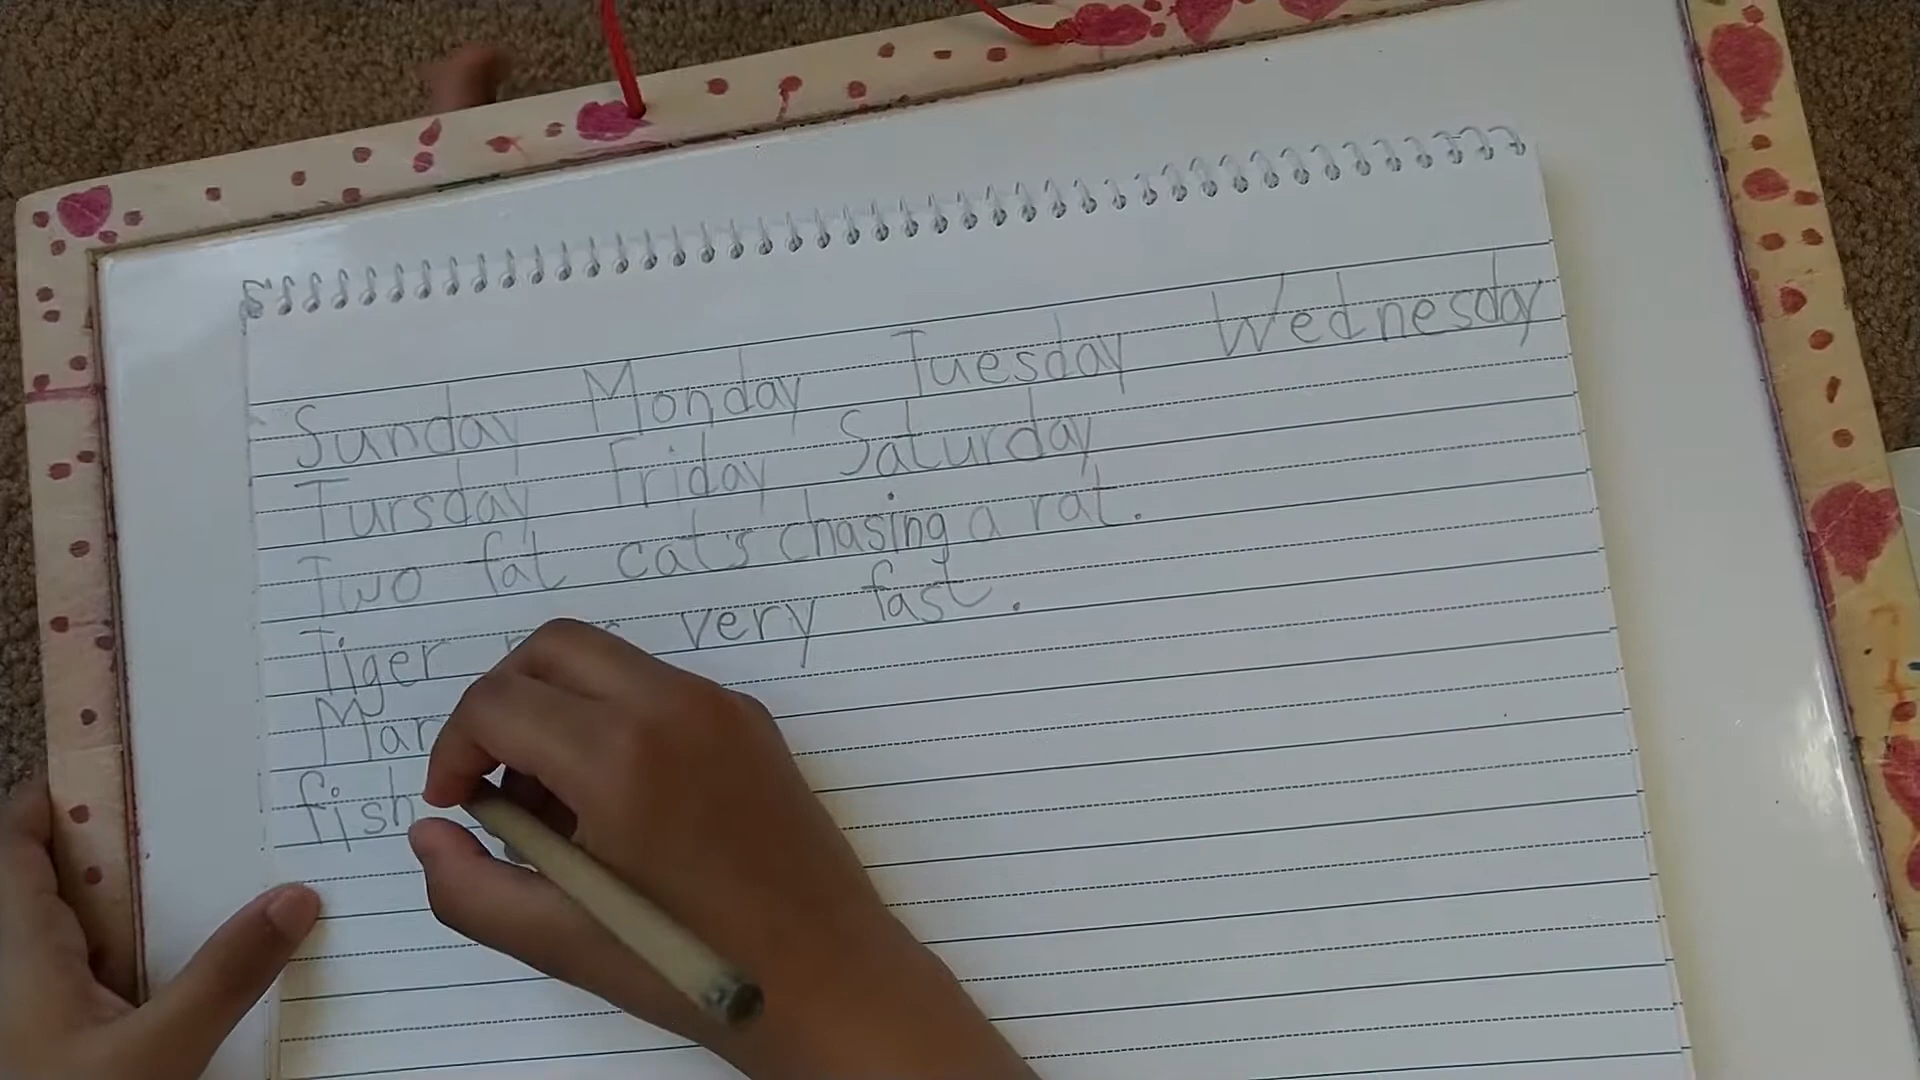 Sunday Monday Tuesday Wednesday
Tursday Friday Saturday
Two fat cat's chasing a rat.
Tiger very fast.
fish